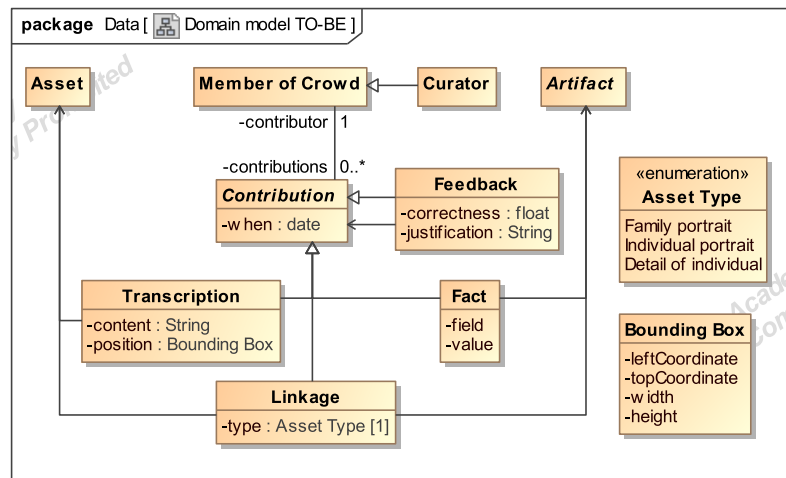 package Data [ Domain model TO-BE ]
Asset
Member of Crowd
Curator
Artifact
-contributor 1
-contributions 0..*
Contribution
-when : date
Feedback
-correctness : float
-justification : String
«enumeration»
Asset Type
Family portrait
Individual portrait
Detail of individual
Transcription
-content : String
-position : Bounding Box
Fact
-field
-value
Bounding Box
-leftCoordinate
-topCoordinate
-width
-height
Linkage
-type : Asset Type [1]